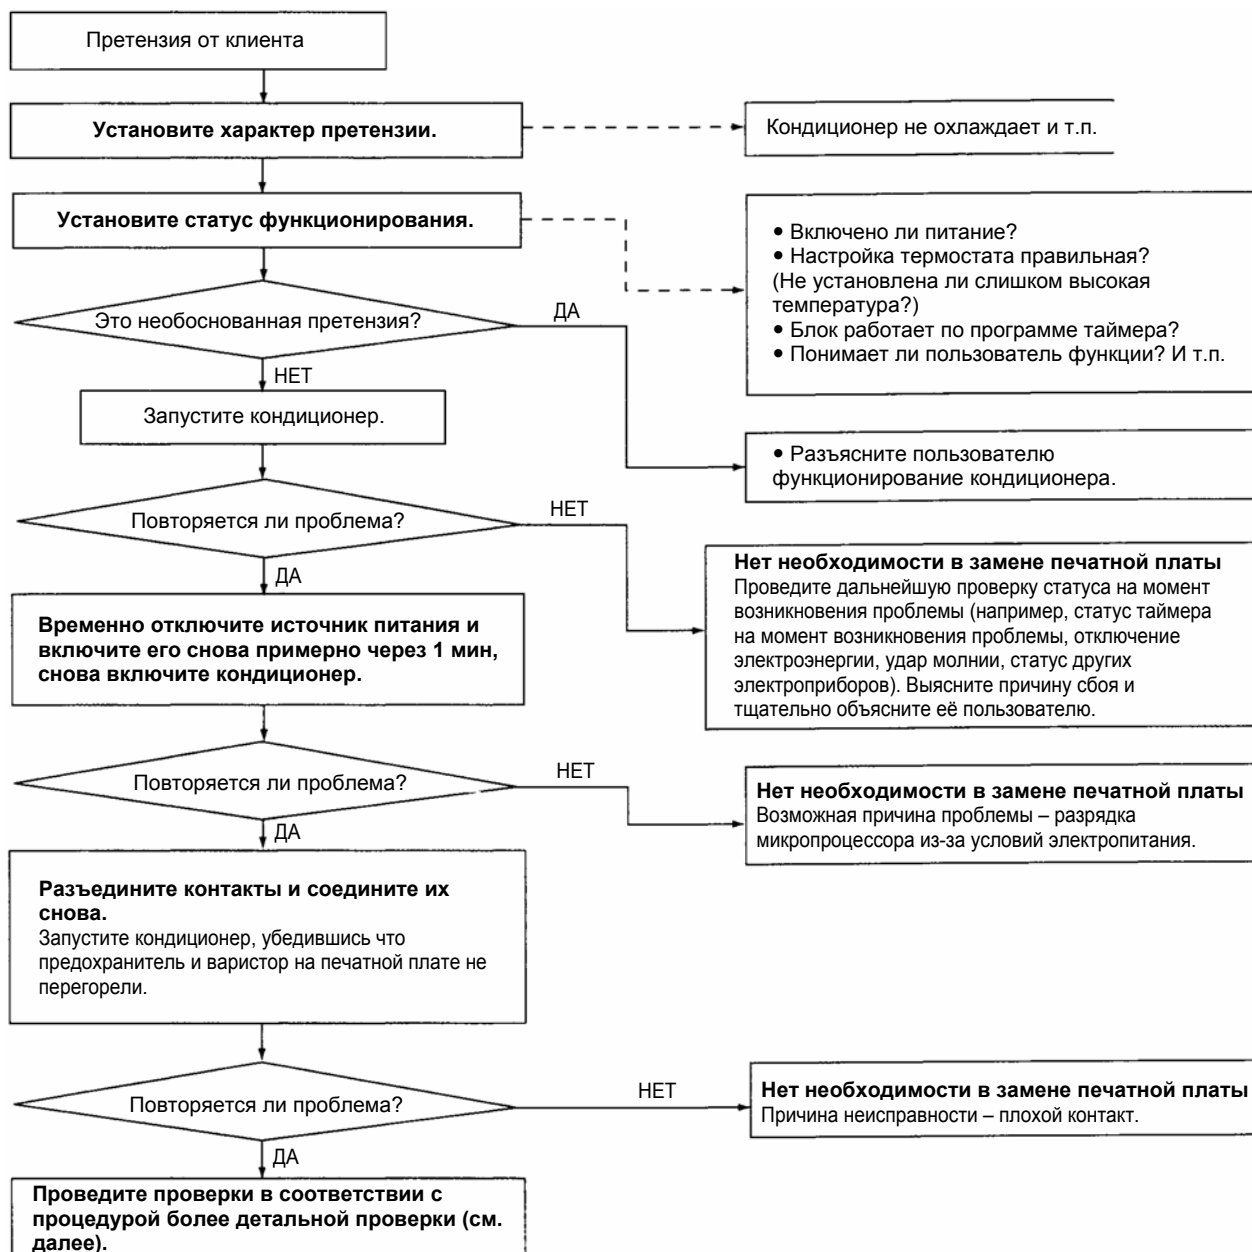 Претензия от клиента
Установите характер претензии.
Кондиционер не охлаждает и т.п.
Установите статус функционирования.
• Включено ли питание?
• Настройка термостата правильная?
(Не установлена ли слишком высокая
температура?)
• Блок работает по программе таймера?
• Понимает ли пользователь функции? И т.п.
Это необоснованная претензия?
ДА
НЕТ
Запустите кондиционер.
• Разъясните пользователю
функционирование кондиционера.
Повторяется ли проблема?
НЕТ
ДА
Нет необходимости в замене печатной платы
Проведите дальнейшую проверку статуса на момент
возникновения проблемы (например, статус таймера
на момент возникновения проблемы, отключение
электроэнергии, удар молнии, статус других
электроприборов). Выясните причину сбоя и
тщательно объясните её пользователю.
Временно отключите источник питания и
включите его снова примерно через 1 мин,
снова включите кондиционер.
Повторяется ли проблема?
НЕТ
ДА
Нет необходимости в замене печатной платы
Возможная причина проблемы – разрядка
микропроцессора из-за условий электропитания.
Разъедините контакты и соедините их
снова.
Запустите кондиционер, убедившись что
предохранитель и варистор на печатной плате не
перегорели.
Повторяется ли проблема?
НЕТ
ДА
Нет необходимости в замене печатной платы
Причина неисправности – плохой контакт.
Проведите проверки в соответствии с
процедурой более детальной проверки (см.
далее).